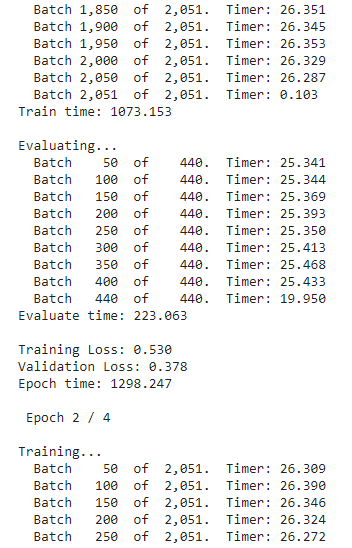 Batch 1,850 of 2,051. Timer: 26.351
Batch 1,900 of 2,051. Timer: 26.345
Batch 1,950 of 2,051. Timer: 26.353
Batch 2,000 of 2,051. Timer: 26.329
Batch 2,050 of 2,051. Timer: 26.287
Batch 2,051 of 2,051. Timer: 0.103
Train time: 1073.153
Evaluating...
Batch 50 of 440. Timer: 25.341
Batch 100 of 440. Timer: 25.344
Batch 150 of 440. Timer: 25.369
Batch 200 of 440. Timer: 25.393
Batch 250 of 440. Timer: 25.350
Batch 300 of 440. Timer: 25.413
Batch 350 of 440. Timer: 25.468
Batch 400 of 440. Timer: 25.433
Batch 440 of 440. Timer: 19.950
Evaluate time: 223.063
Training Loss: 0.530
Validation Loss: 0.378
Epoch time: 1298.247
Epoch 2 / 4
Training...
Batch 50 of 2,051. Timer: 26.309
Batch 100 of 2,051. Timer: 26.390
Batch 150 of 2,051. Timer: 26.346
Batch 200 of 2,051. Timer: 26.324
Batch 250 of 2,051. Timer: 26.272